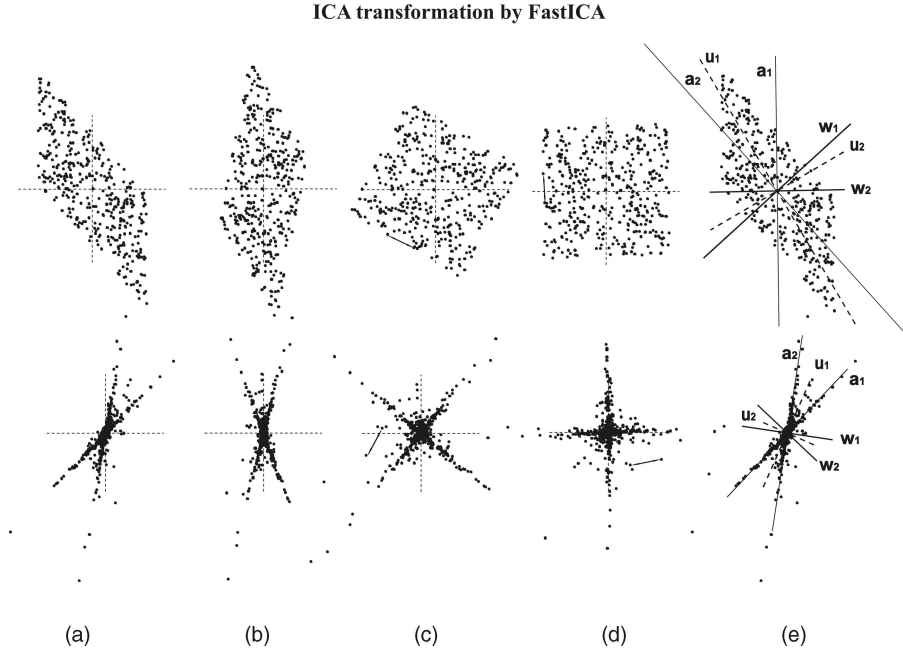 ICA transformation by FastICA
u1
a1
a2
w1
u2
w2
a2
u1
a1
u2
w1
w2
(a) (b) (c) (d) (e)